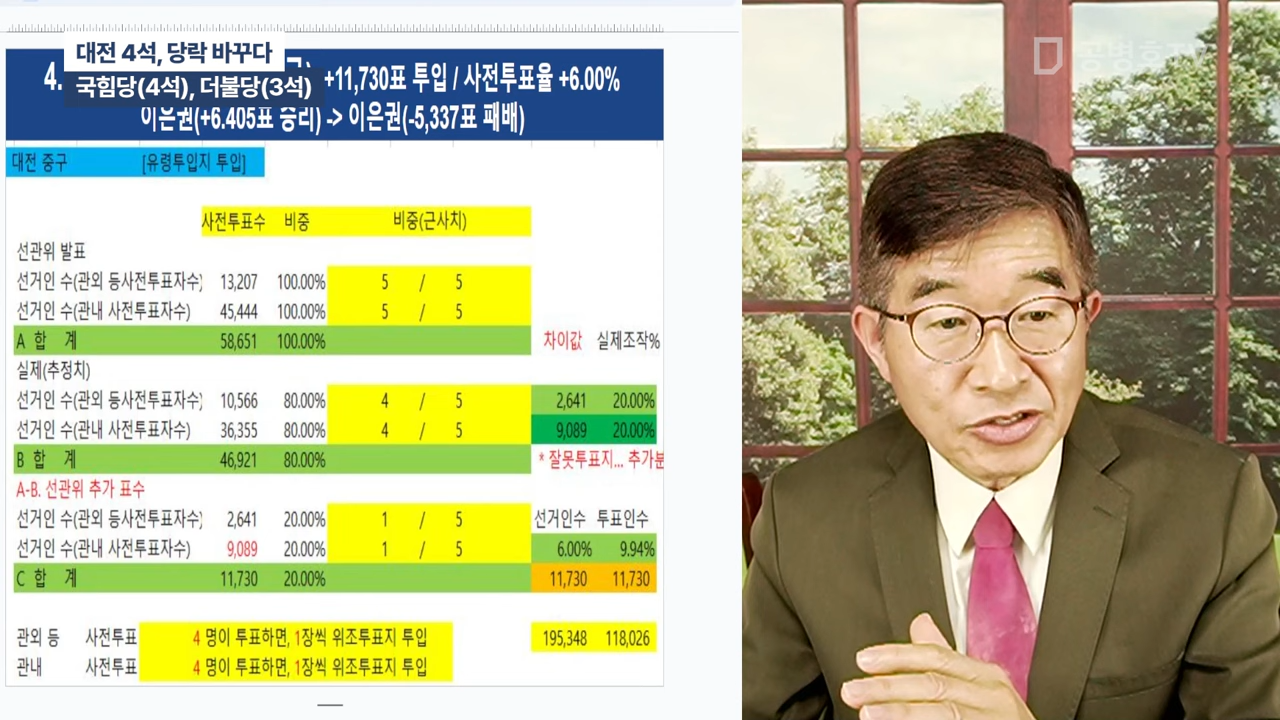 대전 4석, 당락 바꾸다
국힘당(4석), 더불당(3석)
4. +11,730표 투입 / 사전투표율 +6.00%
이은권(+6.405표 승리) -> 이은권(-5,337표 패배)
대전 중구 [유령투입지 투입]
사전투표수 비중 비중(근사치)
선관위 발표
선거인 수(관외 등사전투표자수) 13,207 100.00% 5 / 5
선거인 수(관내 사전투표자수) 45,444 100.00% 5 / 5
A 합 계 58,651 100.00% 차이값 실제조작%
실제(추정치)
선거인 수(관외 등사전투표자수) 10,566 80.00% 4 / 5 2,641 20.00%
선거인 수(관내 사전투표자수) 36,355 80.00% 4 / 5 9,089 20.00%
B 합 계 46,921 80.00% * 잘못투표지... 추가분
A-B. 선관위 추가 표수
선거인 수(관외 등사전투표자수) 2,641 20.00% 1 / 5 선거인수 투표인수
선거인 수(관내 사전투표자수) 9,089 20.00% 1 / 5 6.00% 9.94%
C 합 계 11,730 20.00% 11,730 11,730
관외 등 사전투표 4 명이 투표하면, 1장씩 위조투표지 투입 195,348 118,026
관내 사전투표 4 명이 투표하면, 1장씩 위조투표지 투입
공병호TV